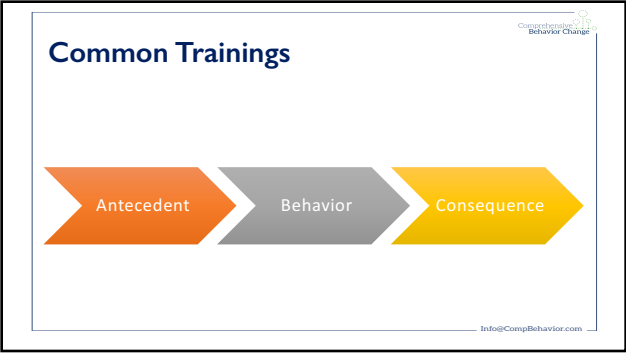 Comprehensive
Behavior Change
Common Trainings
Antecedent
Behavior
Consequence
Info@CompBehavior.com